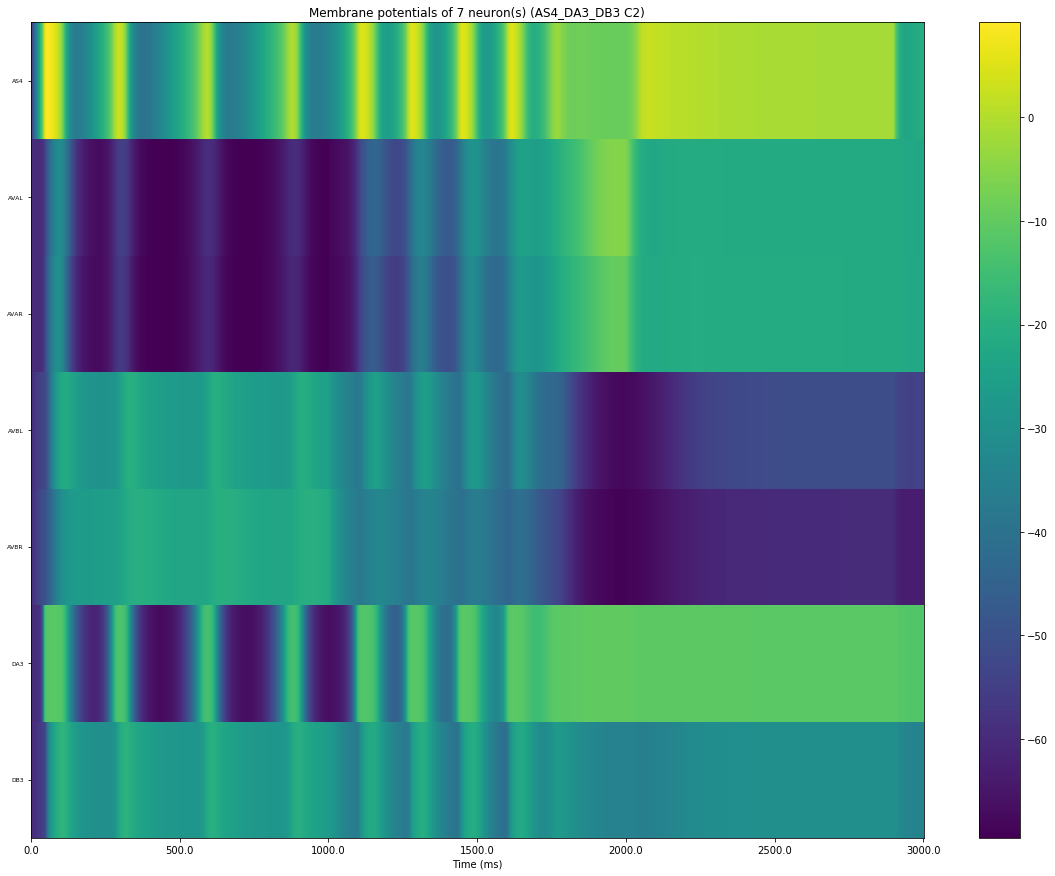 Membrane potentials of 7 neuron(s) (AS4_DA3_DB3 C2)
AS4
AVAL
AVAR
AVBL
AVBR
DA3
DB3
0.0 500.0 1000.0 1500.0 2000.0 2500.0 3000.0
Time (ms)
0
−10
−20
−30
−40
−50
−60